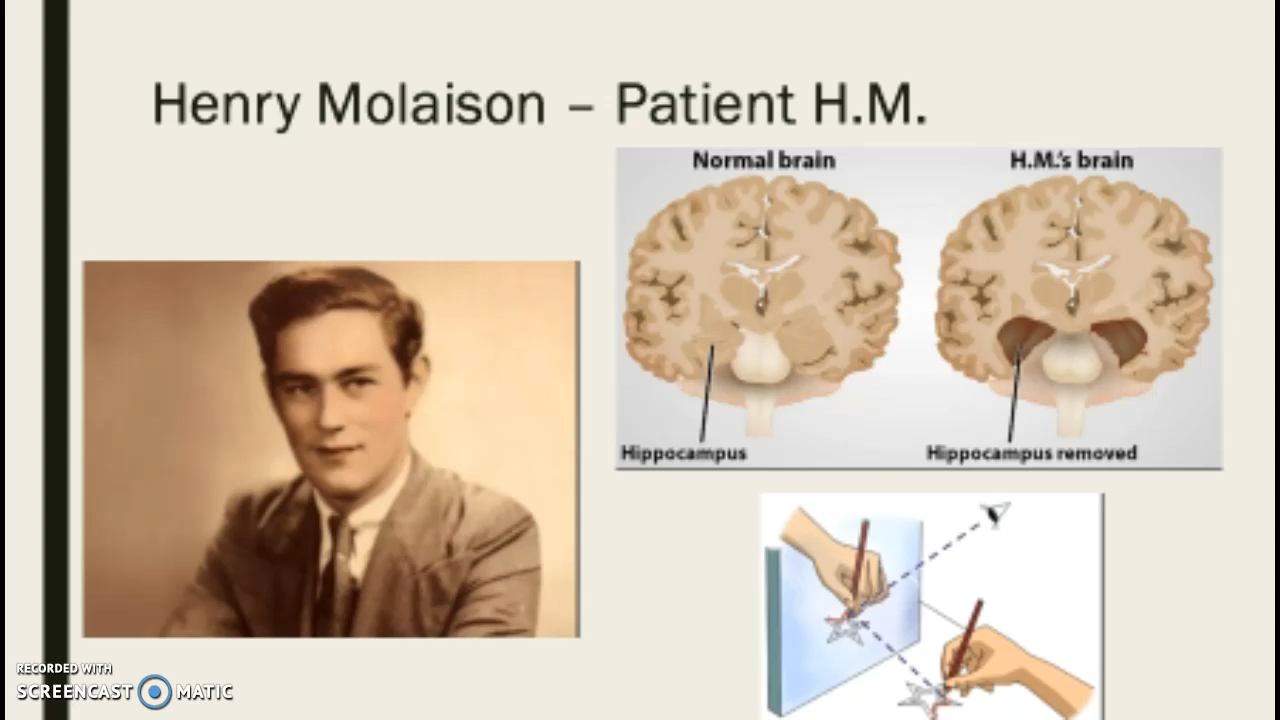 Henry Molaison – Patient H.M.
Normal brain
H.M.'s brain
Hippocampus
Hippocampus removed
RECORDED WITH
SCREENCAST MATIC